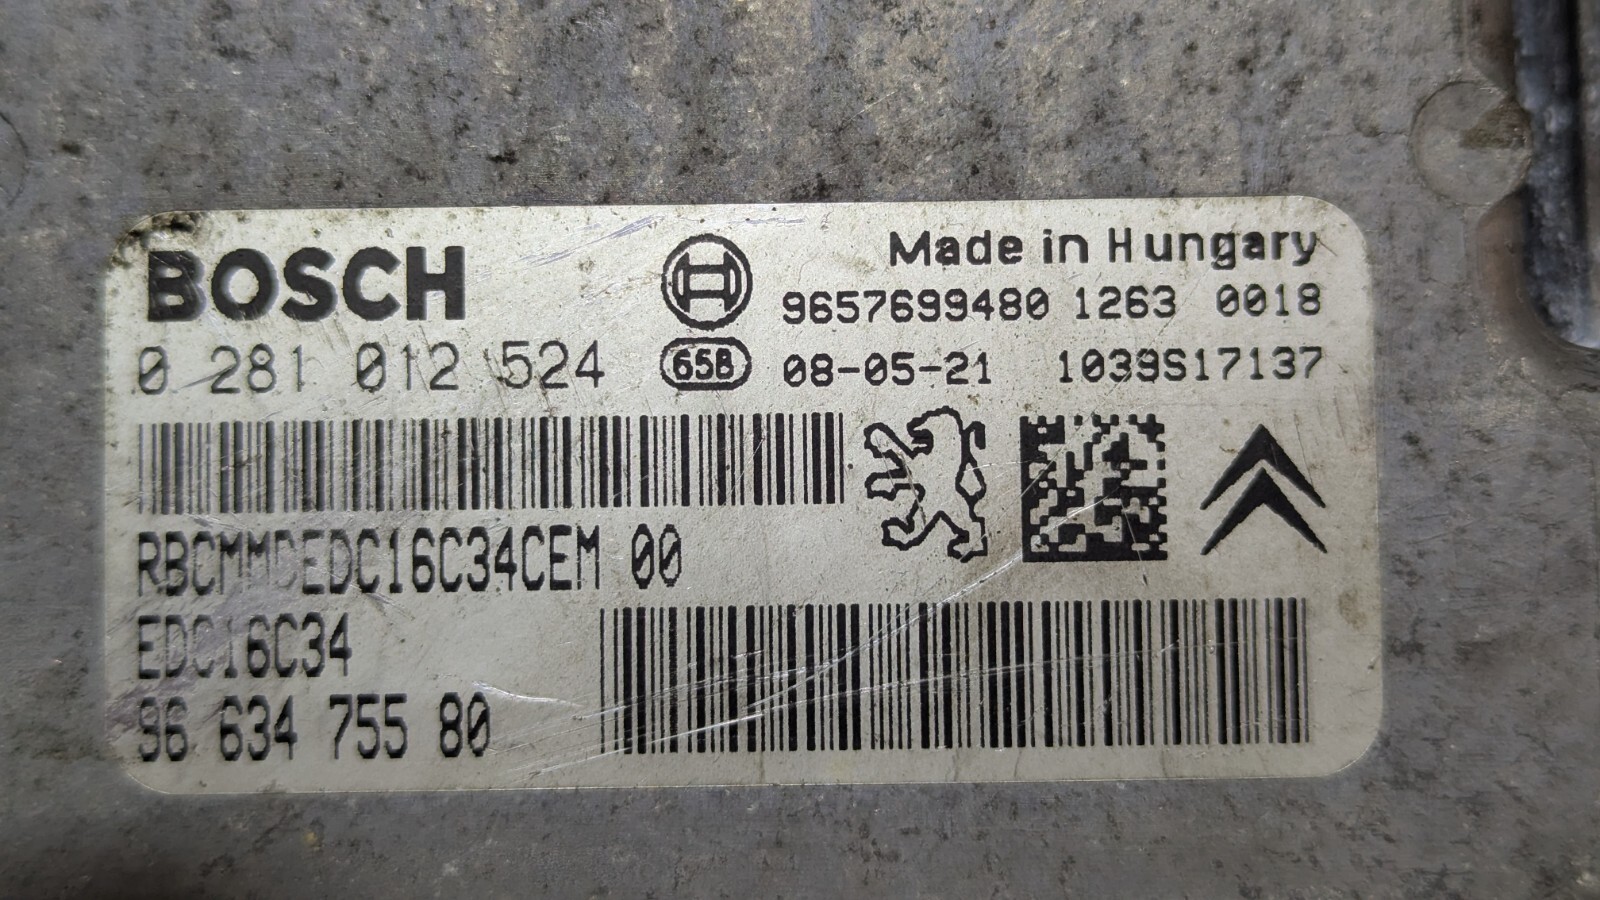 BOSCH
Made in Hungary
9657699480 1263 0018
0 281 012 524
65B
08-05-21 1039S17137
RBCMMCEDC16C34CEM 00
EDC16C34
96 634 755 80